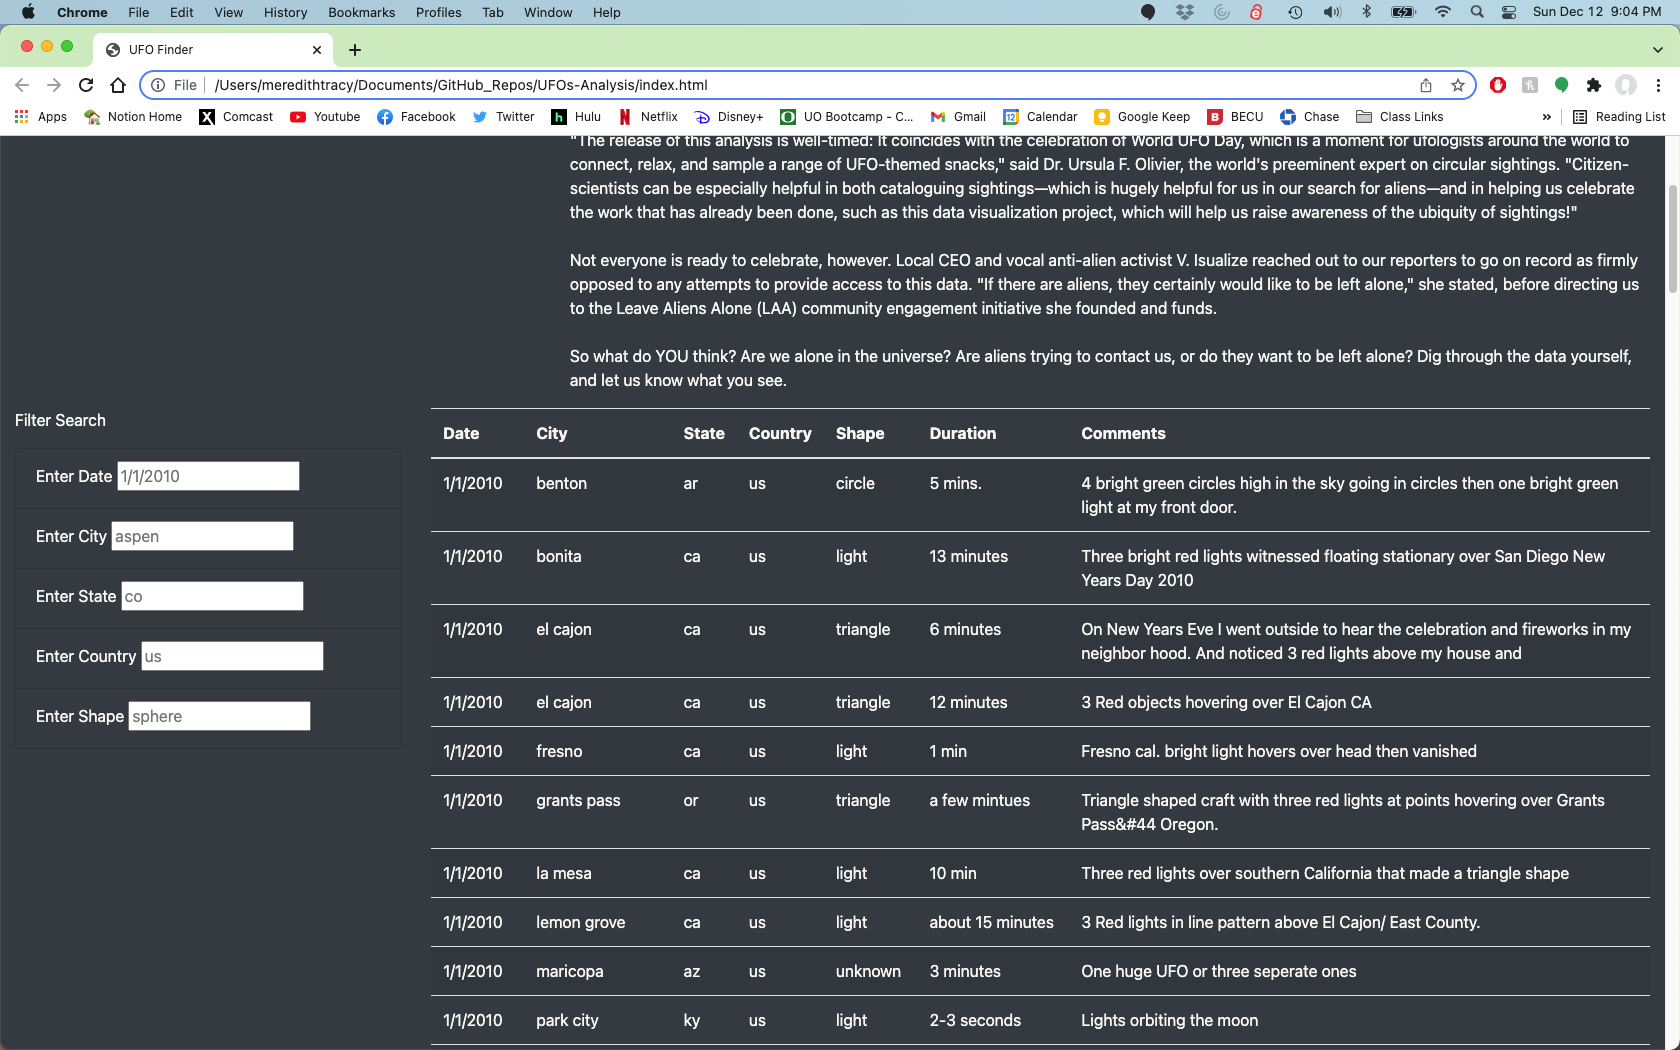 Chrome File Edit View History Bookmarks Profiles Tab Window Help Sun Dec 12 9:04 PM
UFO Finder
File /Users/meredithtracy/Documents/GitHub_Repos/UFOs-Analysis/index.html
Apps Notion Home Comcast Youtube Facebook Twitter Hulu Netflix Disney+ UO Bootcamp - C... Gmail Calendar Google Keep BECU Chase Class Links » Reading List
"The release of this analysis is well-timed: It coincides with the celebration of World UFO Day, which is a moment for ufologists around the world to
connect, relax, and sample a range of UFO-themed snacks," said Dr. Ursula F. Olivier, the world's preeminent expert on circular sightings. "Citizen-
scientists can be especially helpful in both cataloguing sightings—which is hugely helpful for us in our search for aliens—and in helping us celebrate
the work that has already been done, such as this data visualization project, which will help us raise awareness of the ubiquity of sightings!"
Not everyone is ready to celebrate, however. Local CEO and vocal anti-alien activist V. Isualize reached out to our reporters to go on record as firmly
opposed to any attempts to provide access to this data. "If there are aliens, they certainly would like to be left alone," she stated, before directing us
to the Leave Aliens Alone (LAA) community engagement initiative she founded and funds.
So what do YOU think? Are we alone in the universe? Are aliens trying to contact us, or do they want to be left alone? Dig through the data yourself,
and let us know what you see.
Filter Search
Enter Date 1/1/2010
Enter City aspen
Enter State co
Enter Country us
Enter Shape sphere
Date City State Country Shape Duration Comments
1/1/2010 benton ar us circle 5 mins. 4 bright green circles high in the sky going in circles then one bright green
light at my front door.
1/1/2010 bonita ca us light 13 minutes Three bright red lights witnessed floating stationary over San Diego New
Years Day 2010
1/1/2010 el cajon ca us triangle 6 minutes On New Years Eve I went outside to hear the celebration and fireworks in my
neighbor hood. And noticed 3 red lights above my house and
1/1/2010 el cajon ca us triangle 12 minutes 3 Red objects hovering over El Cajon CA
1/1/2010 fresno ca us light 1 min Fresno cal. bright light hovers over head then vanished
1/1/2010 grants pass or us triangle a few mintues Triangle shaped craft with three red lights at points hovering over Grants
Pass&#44 Oregon.
1/1/2010 la mesa ca us light 10 min Three red lights over southern California that made a triangle shape
1/1/2010 lemon grove ca us light about 15 minutes 3 Red lights in line pattern above El Cajon/ East County.
1/1/2010 maricopa az us unknown 3 minutes One huge UFO or three seperate ones
1/1/2010 park city ky us light 2-3 seconds Lights orbiting the moon